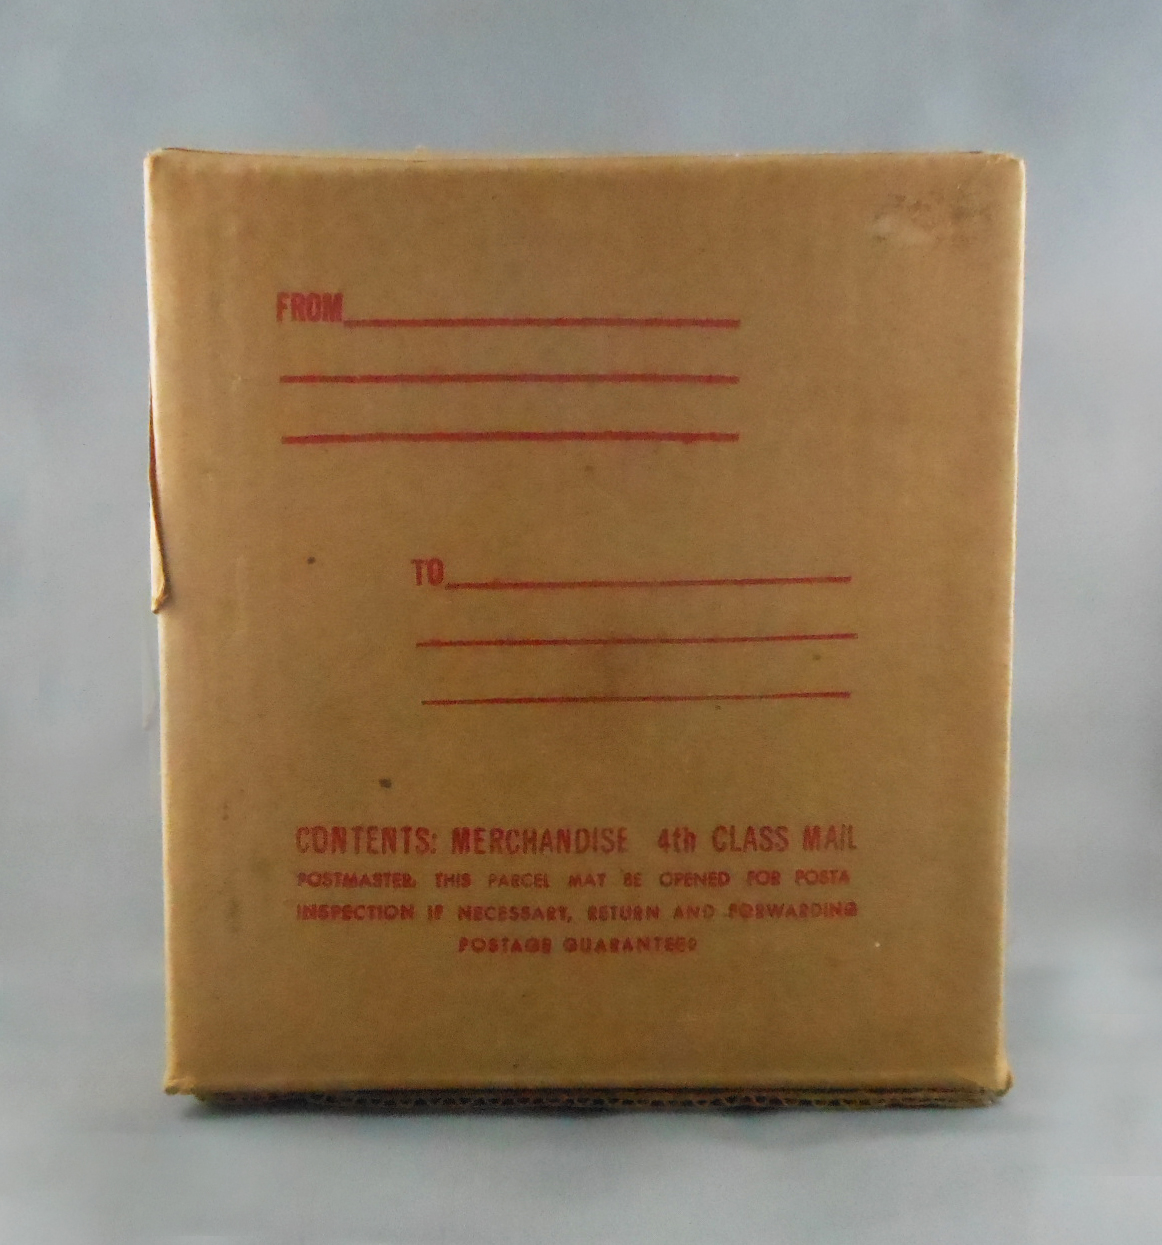 FROM
TO
CONTENTS: MERCHANDISE 4th CLASS MAIL
POSTMASTER: THIS PARCEL MAY BE OPENED FOR POSTA
INSPECTION IF NECESSARY, RETURN AND FORWARDING
POSTAGE GUARANTEED